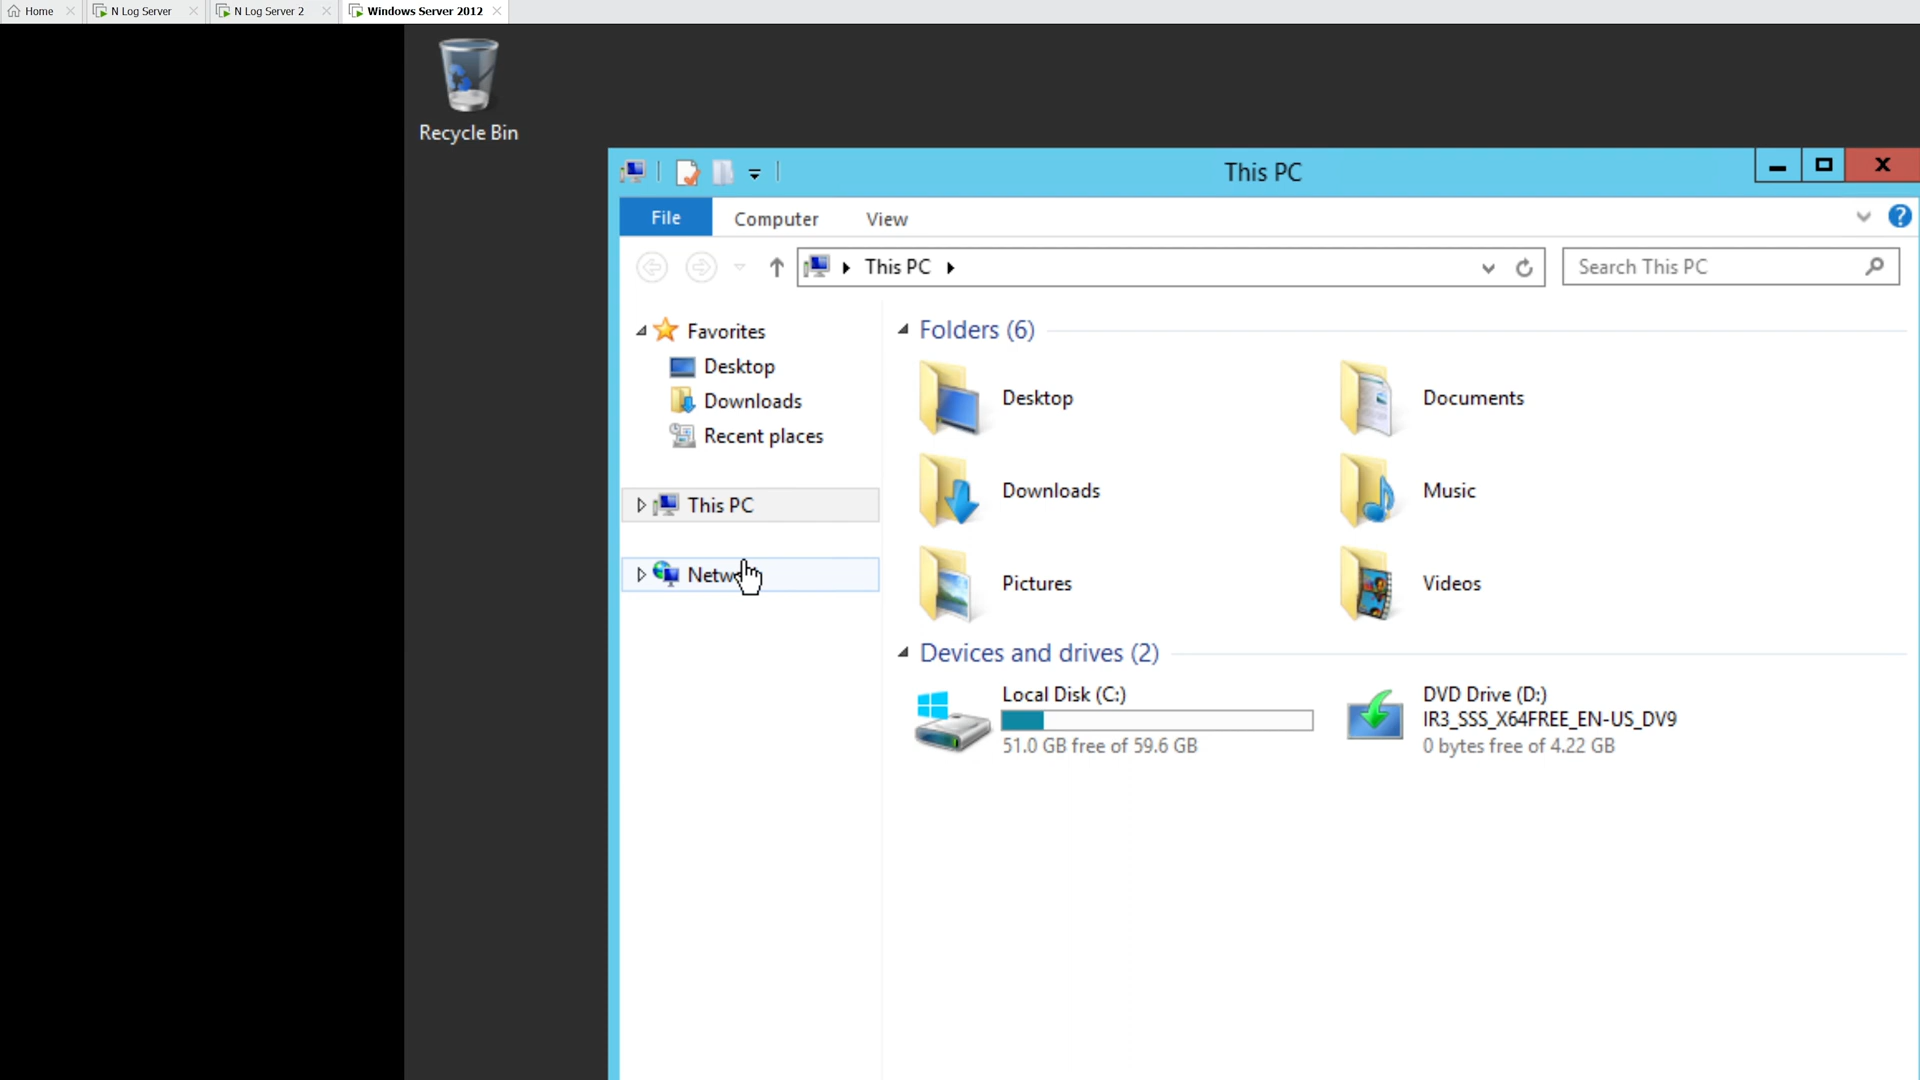 Home
N Log Server
N Log Server 2
Windows Server 2012
Recycle Bin
This PC
File
Computer
View
This PC
Search This PC
Favorites
Desktop
Downloads
Recent places
This PC
Folders (6)
Desktop
Documents
Downloads
Music
Pictures
Videos
Devices and drives (2)
Local Disk (C:)
51.0 GB free of 59.6 GB
DVD Drive (D:)
IR3_SSS_X64FREE_EN-US_DV9
0 bytes free of 4.22 GB